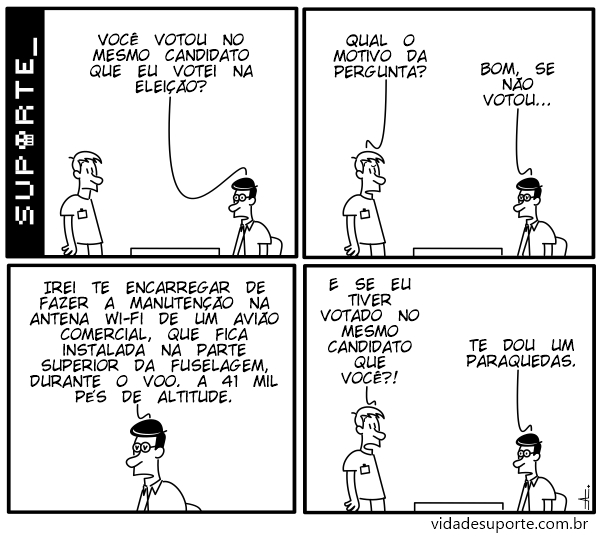 SUPORTE_
VOCÊ VOTOU NO
MESMO CANDIDATO
QUE EU VOTEI NA
ELEIÇÃO?
QUAL O
MOTIVO DA
PERGUNTA?
BOM, SE
NÃO
VOTOU...
IREI TE ENCARREGAR DE
FAZER A MANUTENÇÃO NA
ANTENA WI-FI DE UM AVIÃO
COMERCIAL, QUE FICA
INSTALADA NA PARTE
SUPERIOR DA FUSELAGEM,
DURANTE O VOO. A 41 MIL
PÉS DE ALTITUDE.
E SE EU
TIVER
VOTADO NO
MESMO
CANDIDATO
QUE
VOCÊ?!
TE DOU UM
PARAQUEDAS.
vidadesuporte.com.br